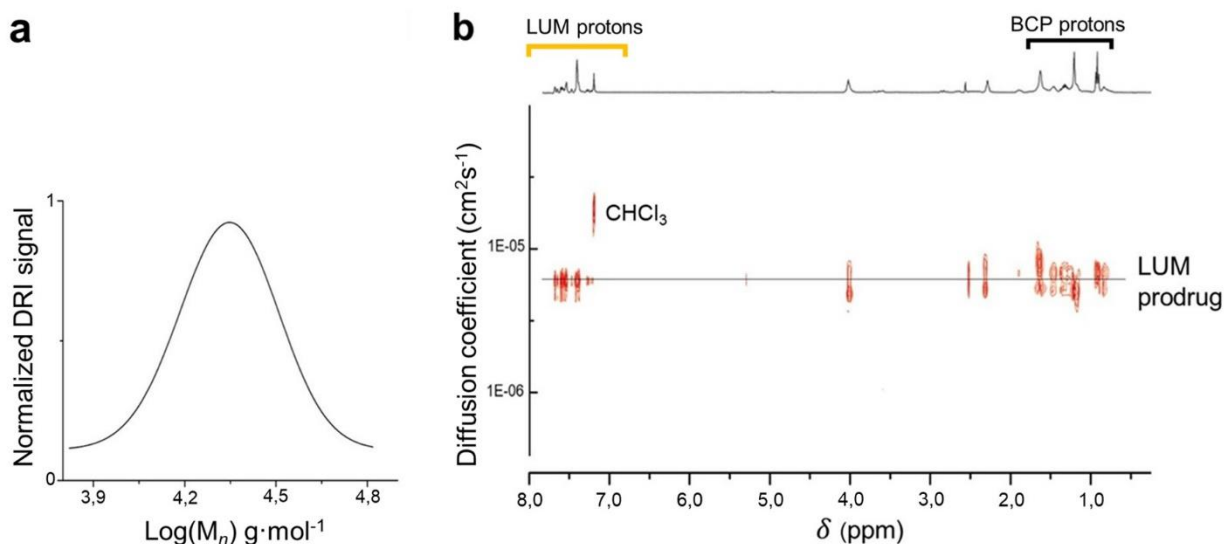 a
Normalized DRI signal
1
0
3,9 4,2 4,5 4,8
Log(Mn) g·mol-1
b
LUM protons
BCP protons
CHCl3
Diffusion coefficient (cm2s-1)
1E-05
1E-06
LUM
prodrug
8,0 7,0 6,0 5,0 4,0 3,0 2,0 1,0
δ (ppm)